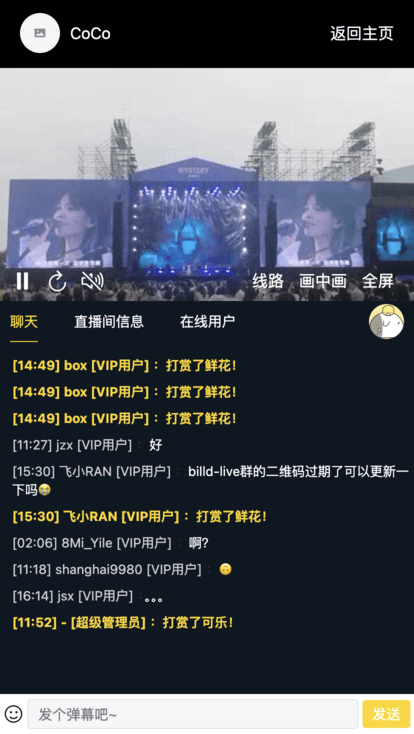 CoCo 返回主页
MYSTERY
线路 画中画 全屏
聊天 直播间信息 在线用户
[14:49] box [VIP用户] : 打赏了鲜花!
[14:49] box [VIP用户] : 打赏了鲜花!
[14:49] box [VIP用户] : 打赏了鲜花!
[11:27] jzx [VIP用户] : 好
[15:30] 飞小RAN [VIP用户] : billd-live群的二维码过期了可以更新一
下吗😭
[15:30] 飞小RAN [VIP用户] : 打赏了鲜花!
[02:06] 8Mi_Yile [VIP用户] : 啊?
[11:18] shanghai9980 [VIP用户] : 🙃
[16:14] jsx [VIP用户] : 。。。
[11:52] - [超级管理员] : 打赏了可乐!
发个弹幕吧~ 发送